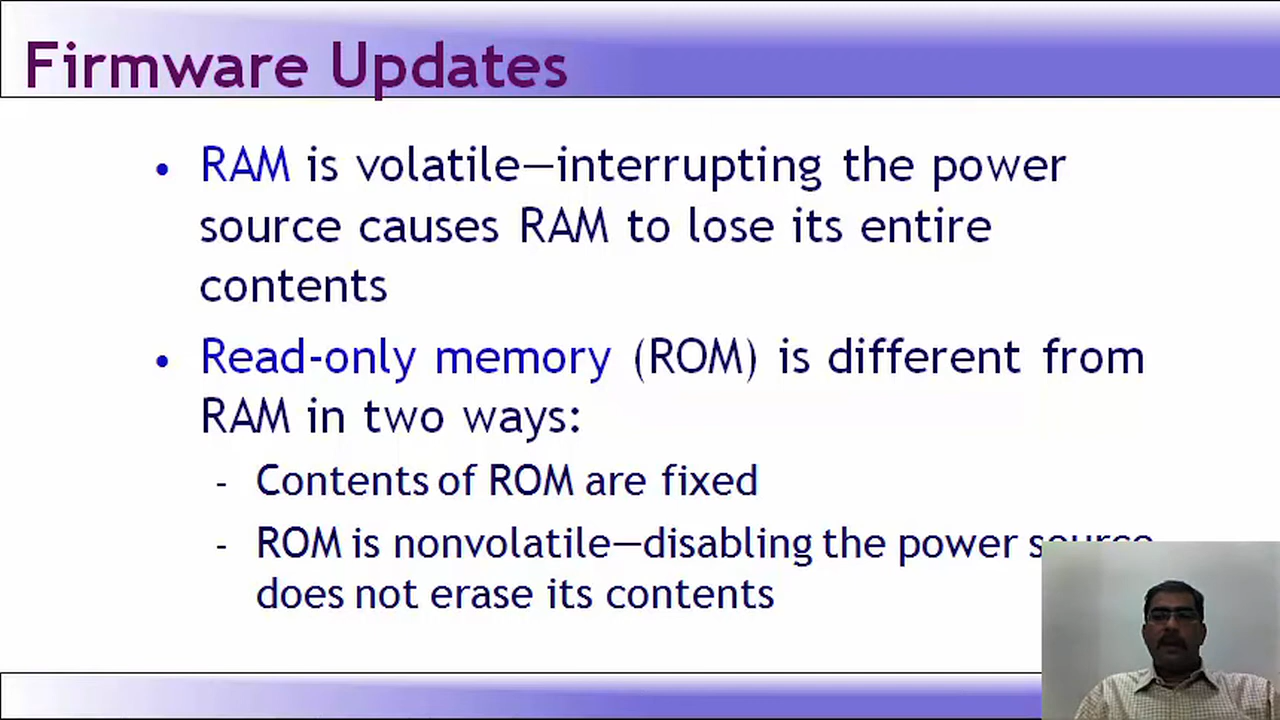 Firmware Updates
• RAM is volatile—interrupting the power
source causes RAM to lose its entire
contents
• Read-only memory (ROM) is different from
RAM in two ways:
- Contents of ROM are fixed
- ROM is nonvolatile—disabling the power source
does not erase its contents